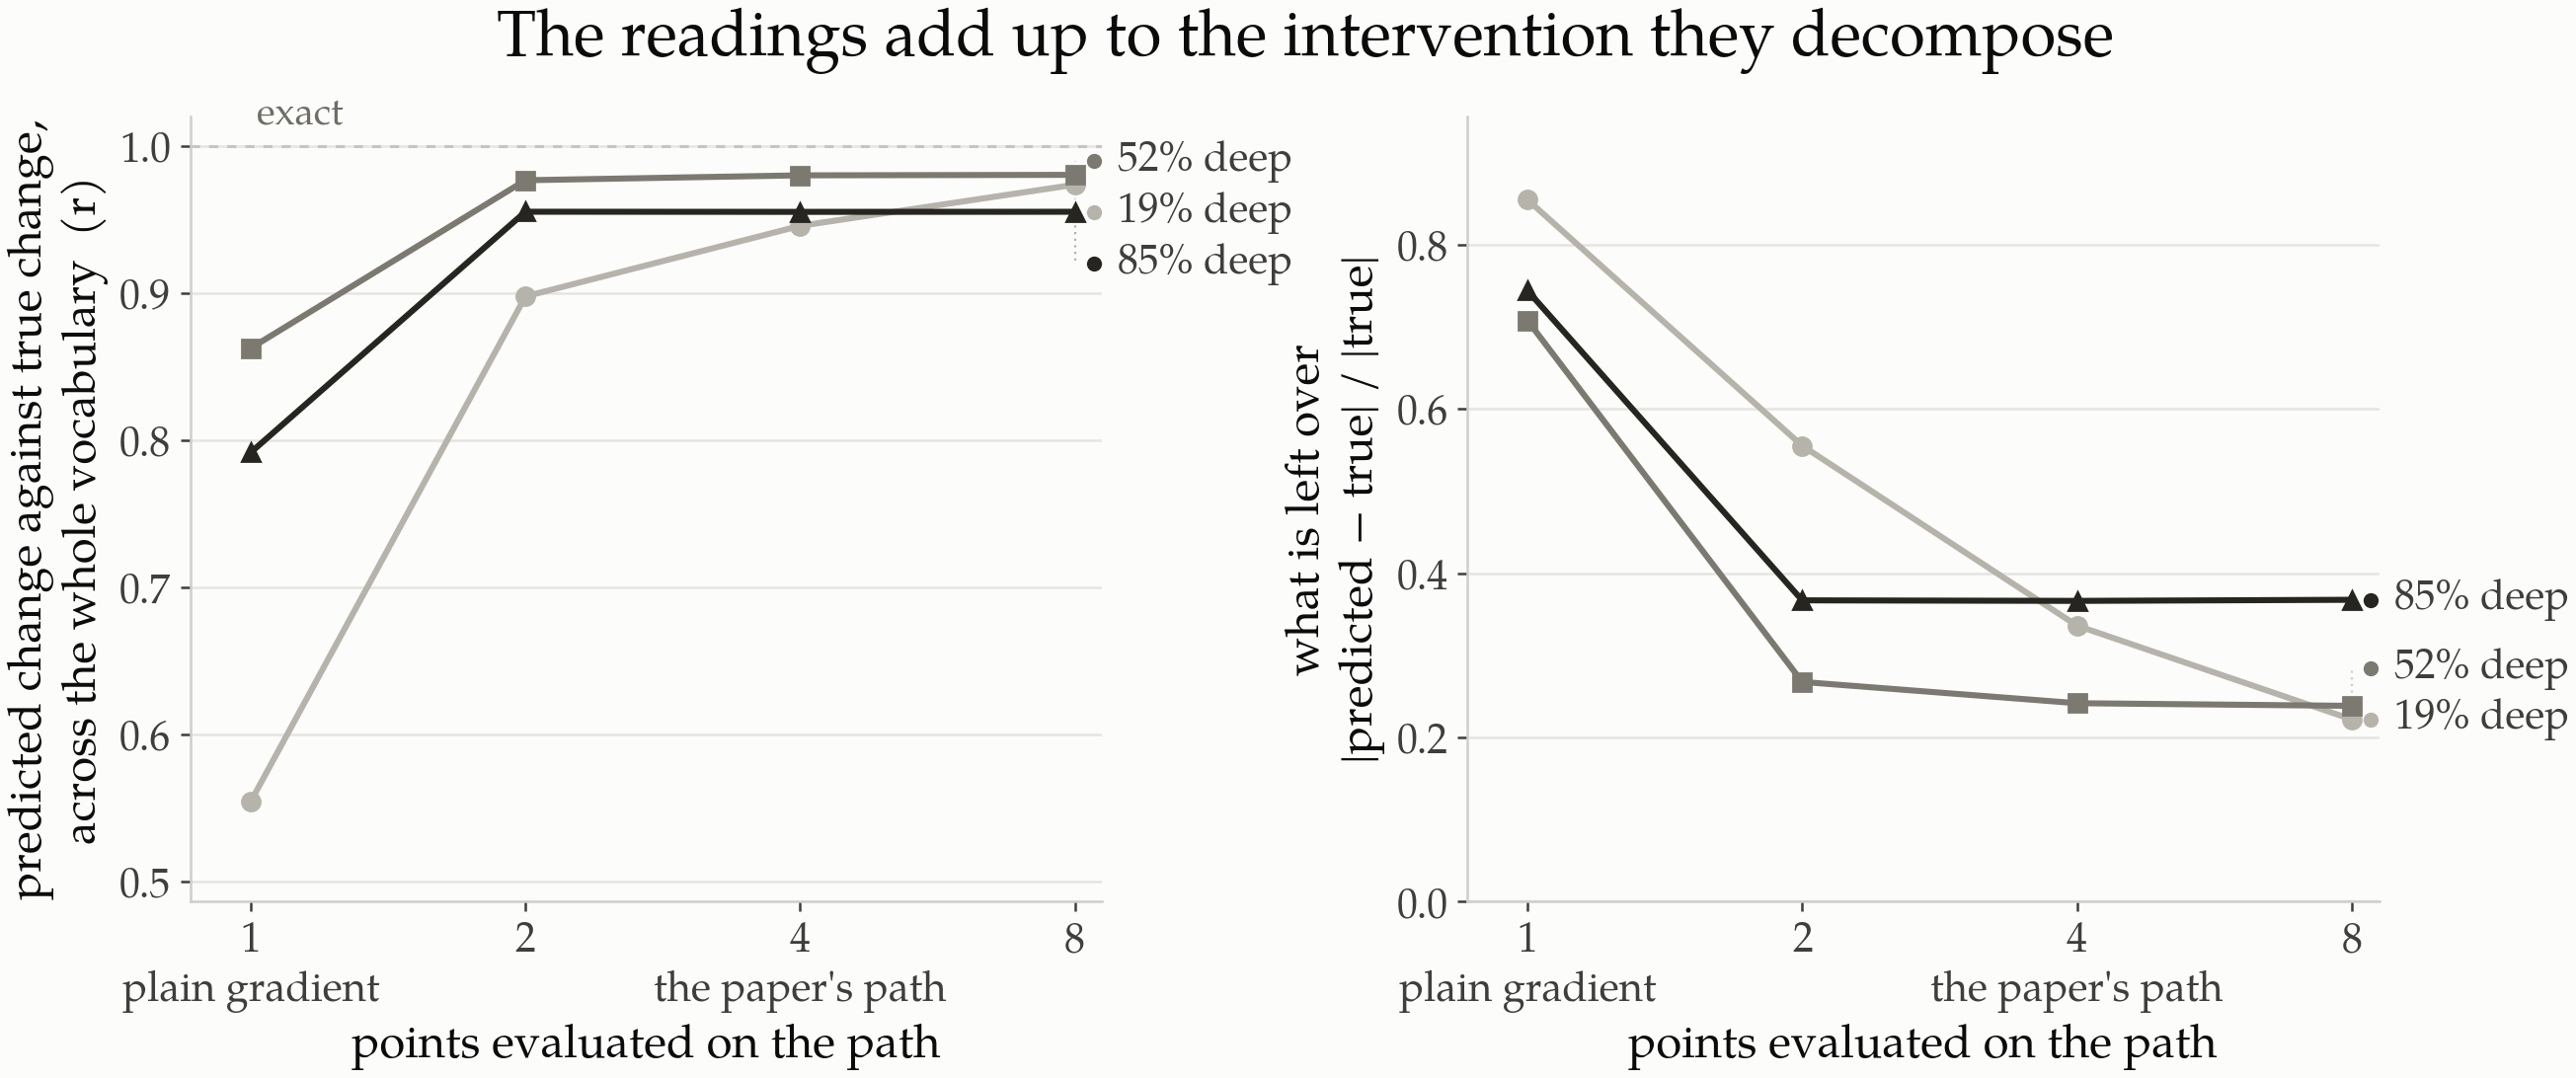 The readings add up to the intervention they decompose
predicted change against true change,
across the whole vocabulary (r)
exact
1.0
0.9
0.8
0.7
0.6
0.5
52% deep
19% deep
85% deep
1
2
4
8
plain gradient
the paper's path
points evaluated on the path
what is left over
|predicted − true| / |true|
0.8
0.6
0.4
0.2
0.0
85% deep
52% deep
19% deep
1
2
4
8
plain gradient
the paper's path
points evaluated on the path